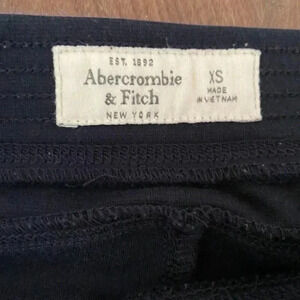 EST. 1892
Abercrombie
& Fitch
NEW YORK
XS
MADE
IN VIETNAM